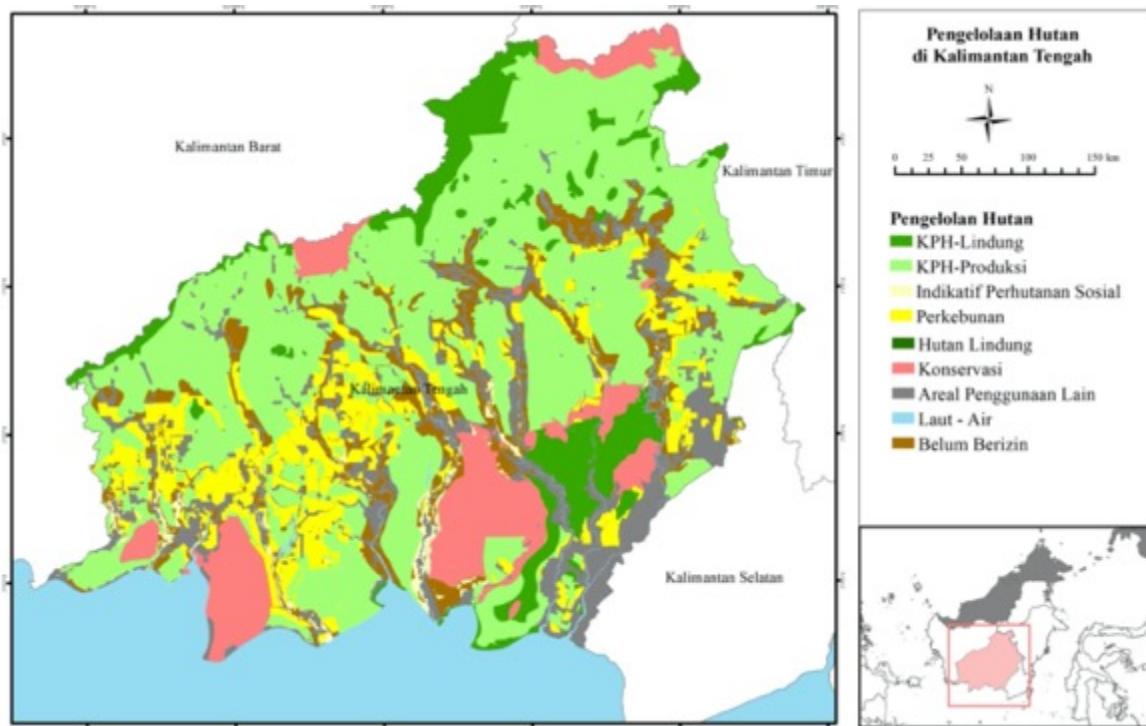 Kalimantan Barat
Kalimantan Timur
Kalimantan Tengah
Kalimantan Selatan
Pengelolaan Hutan
di Kalimantan Tengah
N
0 25 50 100 150 km
Pengelolan Hutan
KPH-Lindung
KPH-Produksi
Indikatif Perhutanan Sosial
Perkebunan
Hutan Lindung
Konservasi
Areal Penggunaan Lain
Laut - Air
Belum Berizin